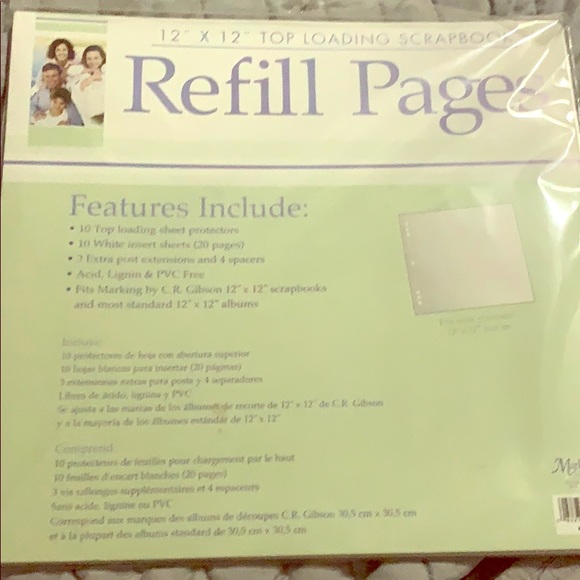 12" X 12" TOP LOADING SCRAPBOOK
Refill Pages
Features Include:
• 10 Top loading sheet protectors
• 10 White insert sheets (20 pages)
• 3 Extra post extensions and 4 spacers
• Acid, Lignin & PVC Free
• Fits Marking by C.R. Gibson 12" x 12" scrapbooks
and most standard 12" x 12" albums
Incluye:
10 protectores de hoja con abertura superior
10 hojas blancas para insertar (20 páginas)
3 extensiones extras para poste y 4 separadores
Libres de ácido, lignina y PVC
Se ajusta a las marcas de los álbumes de recorte de 12" x 12" de C.R. Gibson
y a la mayoría de los álbumes estándar de 12" x 12"
Comprend:
10 protecteurs de feuilles pour chargement par le haut
10 feuilles d'encart blanches (20 pages)
3 vis rallonges supplémentaires et 4 espaceurs
Sans acide, lignine ou PVC
Correspond aux marques des albums de découpes C.R. Gibson 30,5 cm x 30,5 cm
et à la plupart des albums standard de 30,5 cm x 30,5 cm